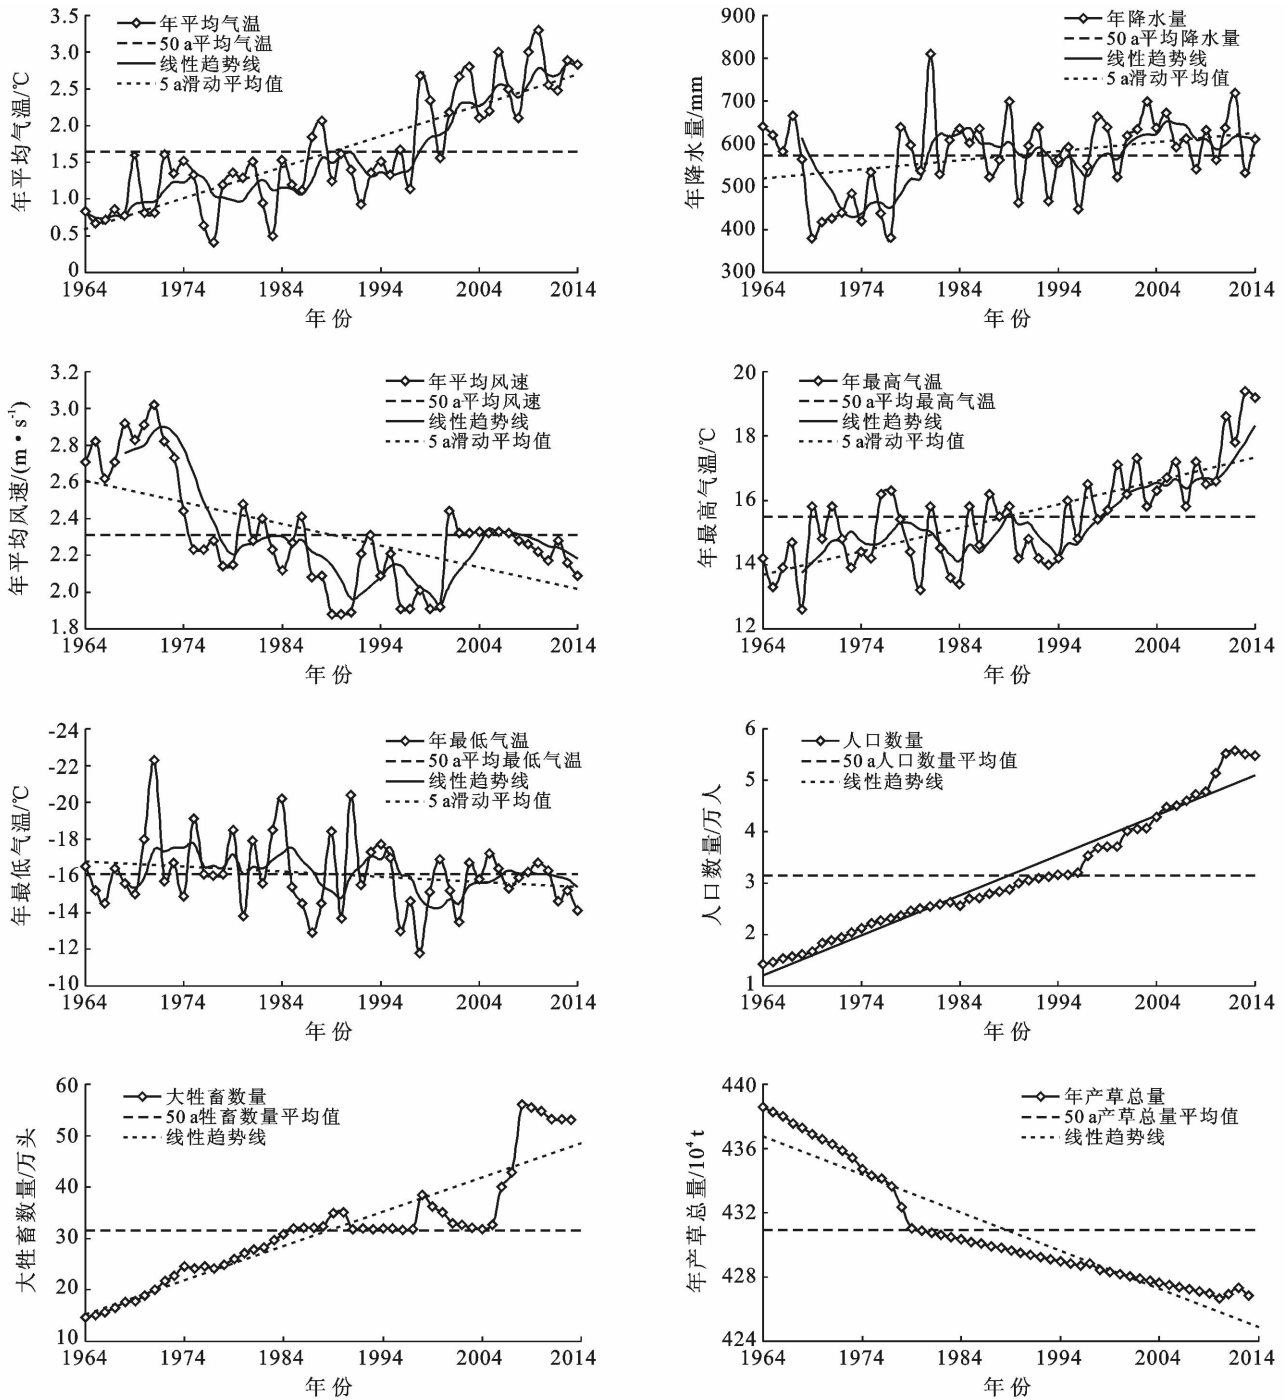 年平均气温
50 a平均气温
线性趋势线
5 a滑动平均值
年平均气温/℃
3.5
3.0
2.5
2.0
1.5
1.0
0.5
0
1964 1974 1984 1994 2004 2014
年份
年降水量
50 a平均降水量
线性趋势线
5 a滑动平均值
年降水量/mm
900
800
700
600
500
400
300
1964 1974 1984 1994 2004 2014
年份
年平均风速
50 a平均风速
线性趋势线
5 a滑动平均值
年平均风速/(m·s⁻¹)
3.2
3.0
2.8
2.6
2.4
2.2
2.0
1.8
1964 1974 1984 1994 2004 2014
年份
年最高气温
50 a平均最高气温
线性趋势线
5 a滑动平均值
年最高气温/℃
20
18
16
14
12
1964 1974 1984 1994 2004 2014
年份
年最低气温
50 a平均最低气温
线性趋势线
5 a滑动平均值
年最低气温/℃
-24
-22
-20
-18
-16
-14
-12
-10
1964 1974 1984 1994 2004 2014
年份
人口数量
50 a人口数量平均值
线性趋势线
人口数量/万人
6
5
4
3
2
1
1964 1974 1984 1994 2004 2014
年份
大牲畜数量
50 a牲畜数量平均值
线性趋势线
大牲畜数量/万头
60
50
40
30
20
10
1964 1974 1984 1994 2004 2014
年份
年产草总量
50 a产草总量平均值
线性趋势线
年产草总量/10⁴ t
440
436
431
428
424
1964 1974 1984 1994 2004 2014
年份